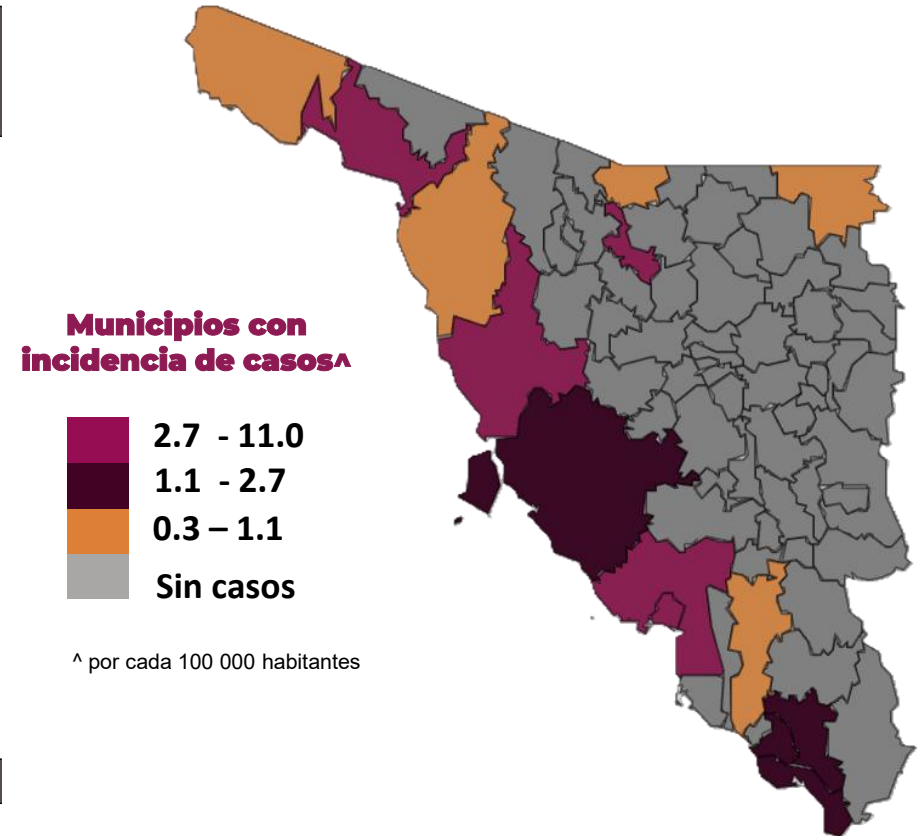 Municipios con
incidencia de casos^
2.7 - 11.0
1.1 - 2.7
0.3 – 1.1
Sin casos
^ por cada 100 000 habitantes